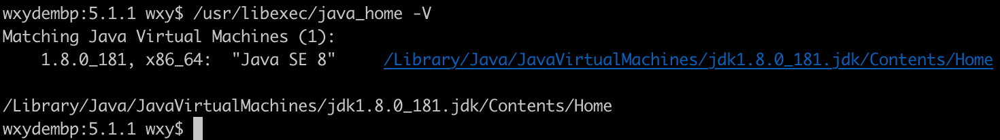 wxydembp:5.1.1 wxy$ /usr/libexec/java_home -V
Matching Java Virtual Machines (1):
    1.8.0_181, x86_64:	"Java SE 8"	/Library/Java/JavaVirtualMachines/jdk1.8.0_181.jdk/Contents/Home
/Library/Java/JavaVirtualMachines/jdk1.8.0_181.jdk/Contents/Home
wxydembp:5.1.1 wxy$